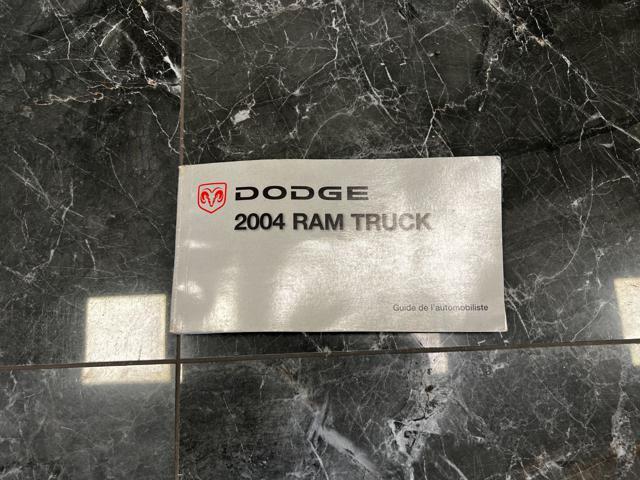 DODGE
2004 RAM TRUCK
Guide de l'automobiliste